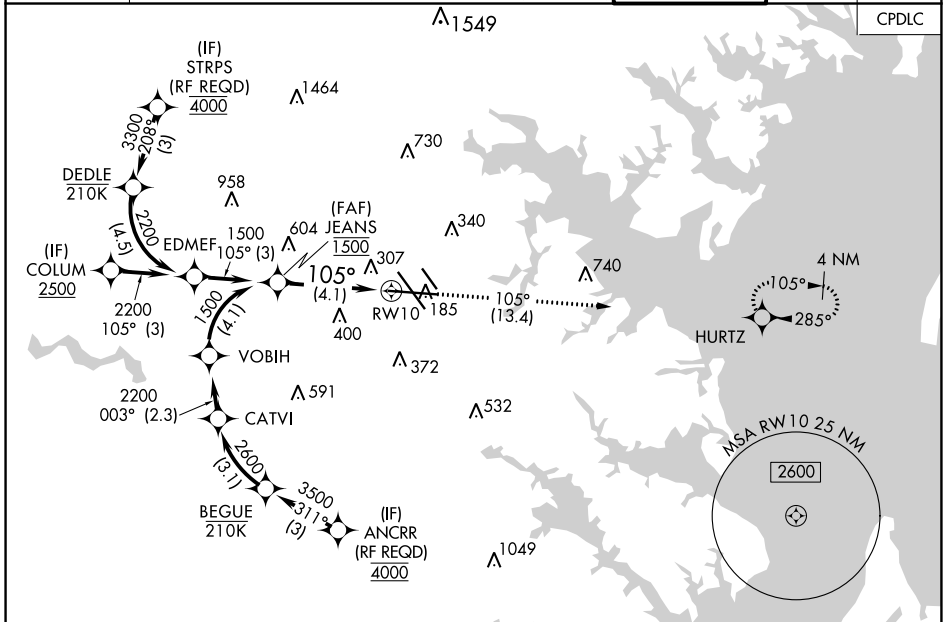 1549
CPDLC
(IF)
STRPS
(RF REQD)
4000
1464
3300
208°
(3)
730
DEDLE
210K
958
2200
(4.5)
(FAF)
JEANS
1500
340
604
EDMEF
1500
105° (3)
307
(IF)
COLUM
2500
105°
(4.1)
740
4 NM
105°
285°
HURTZ
2200
105° (3)
RW10
185
105°
(13.4)
400
1500
(4.1)
VOBIH
372
2200
003° (2.3)
591
CATVI
532
2600
(3.1)
MSA RW10 25 NM
2600
BEGUE
210K
3500
311°
(3)
(IF)
ANCRR
(RF REQD)
4000
1049